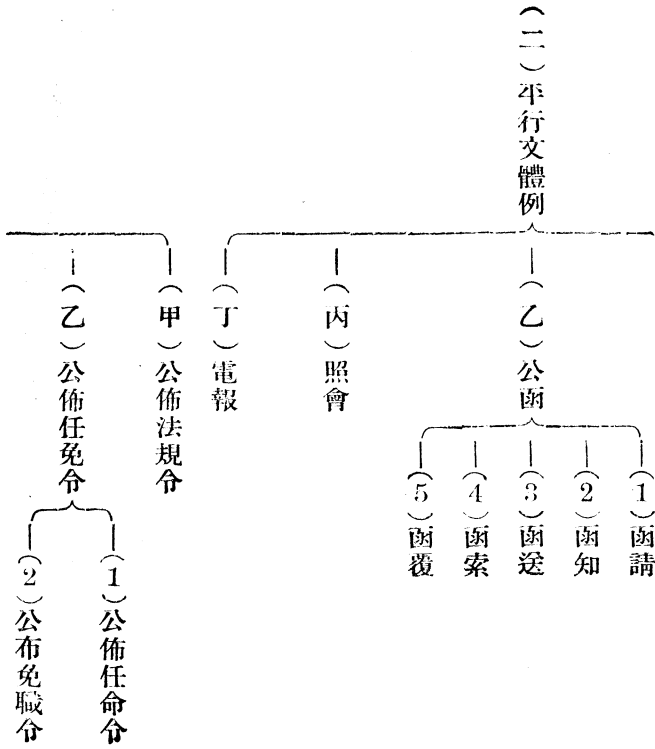 (二)平行文體例
(乙)公函
(1)函請
(2)函知
(3)函送
(4)函索
(5)函覆
(丙)照會
(丁)電報
(甲)公佈法規令
(乙)公佈任免令
(1)公佈任命令
(2)公布免職令